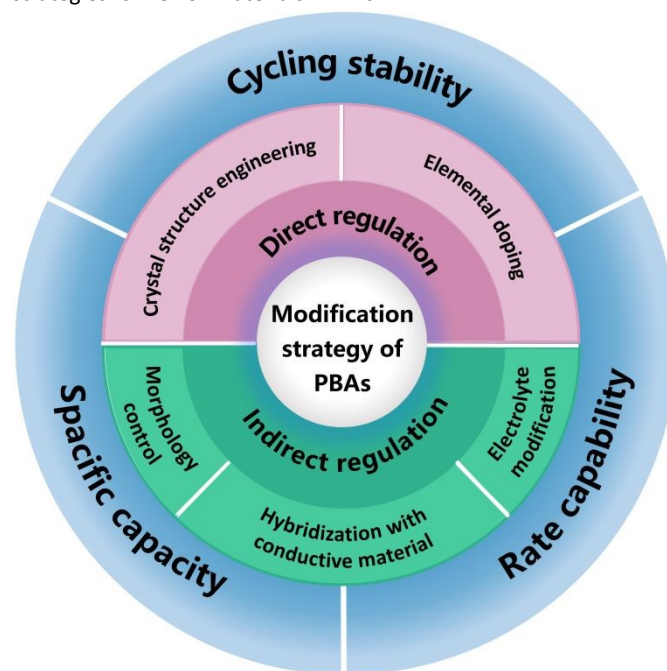 Cycling stability
Crystal structure engineering
Elemental doping
Direct regulation
Modification
strategy of
PBAs
Indirect regulation
Morphology
control
Hybridization with
conductive material
Electrolyte
modification
Spacific capacity
Rate capability